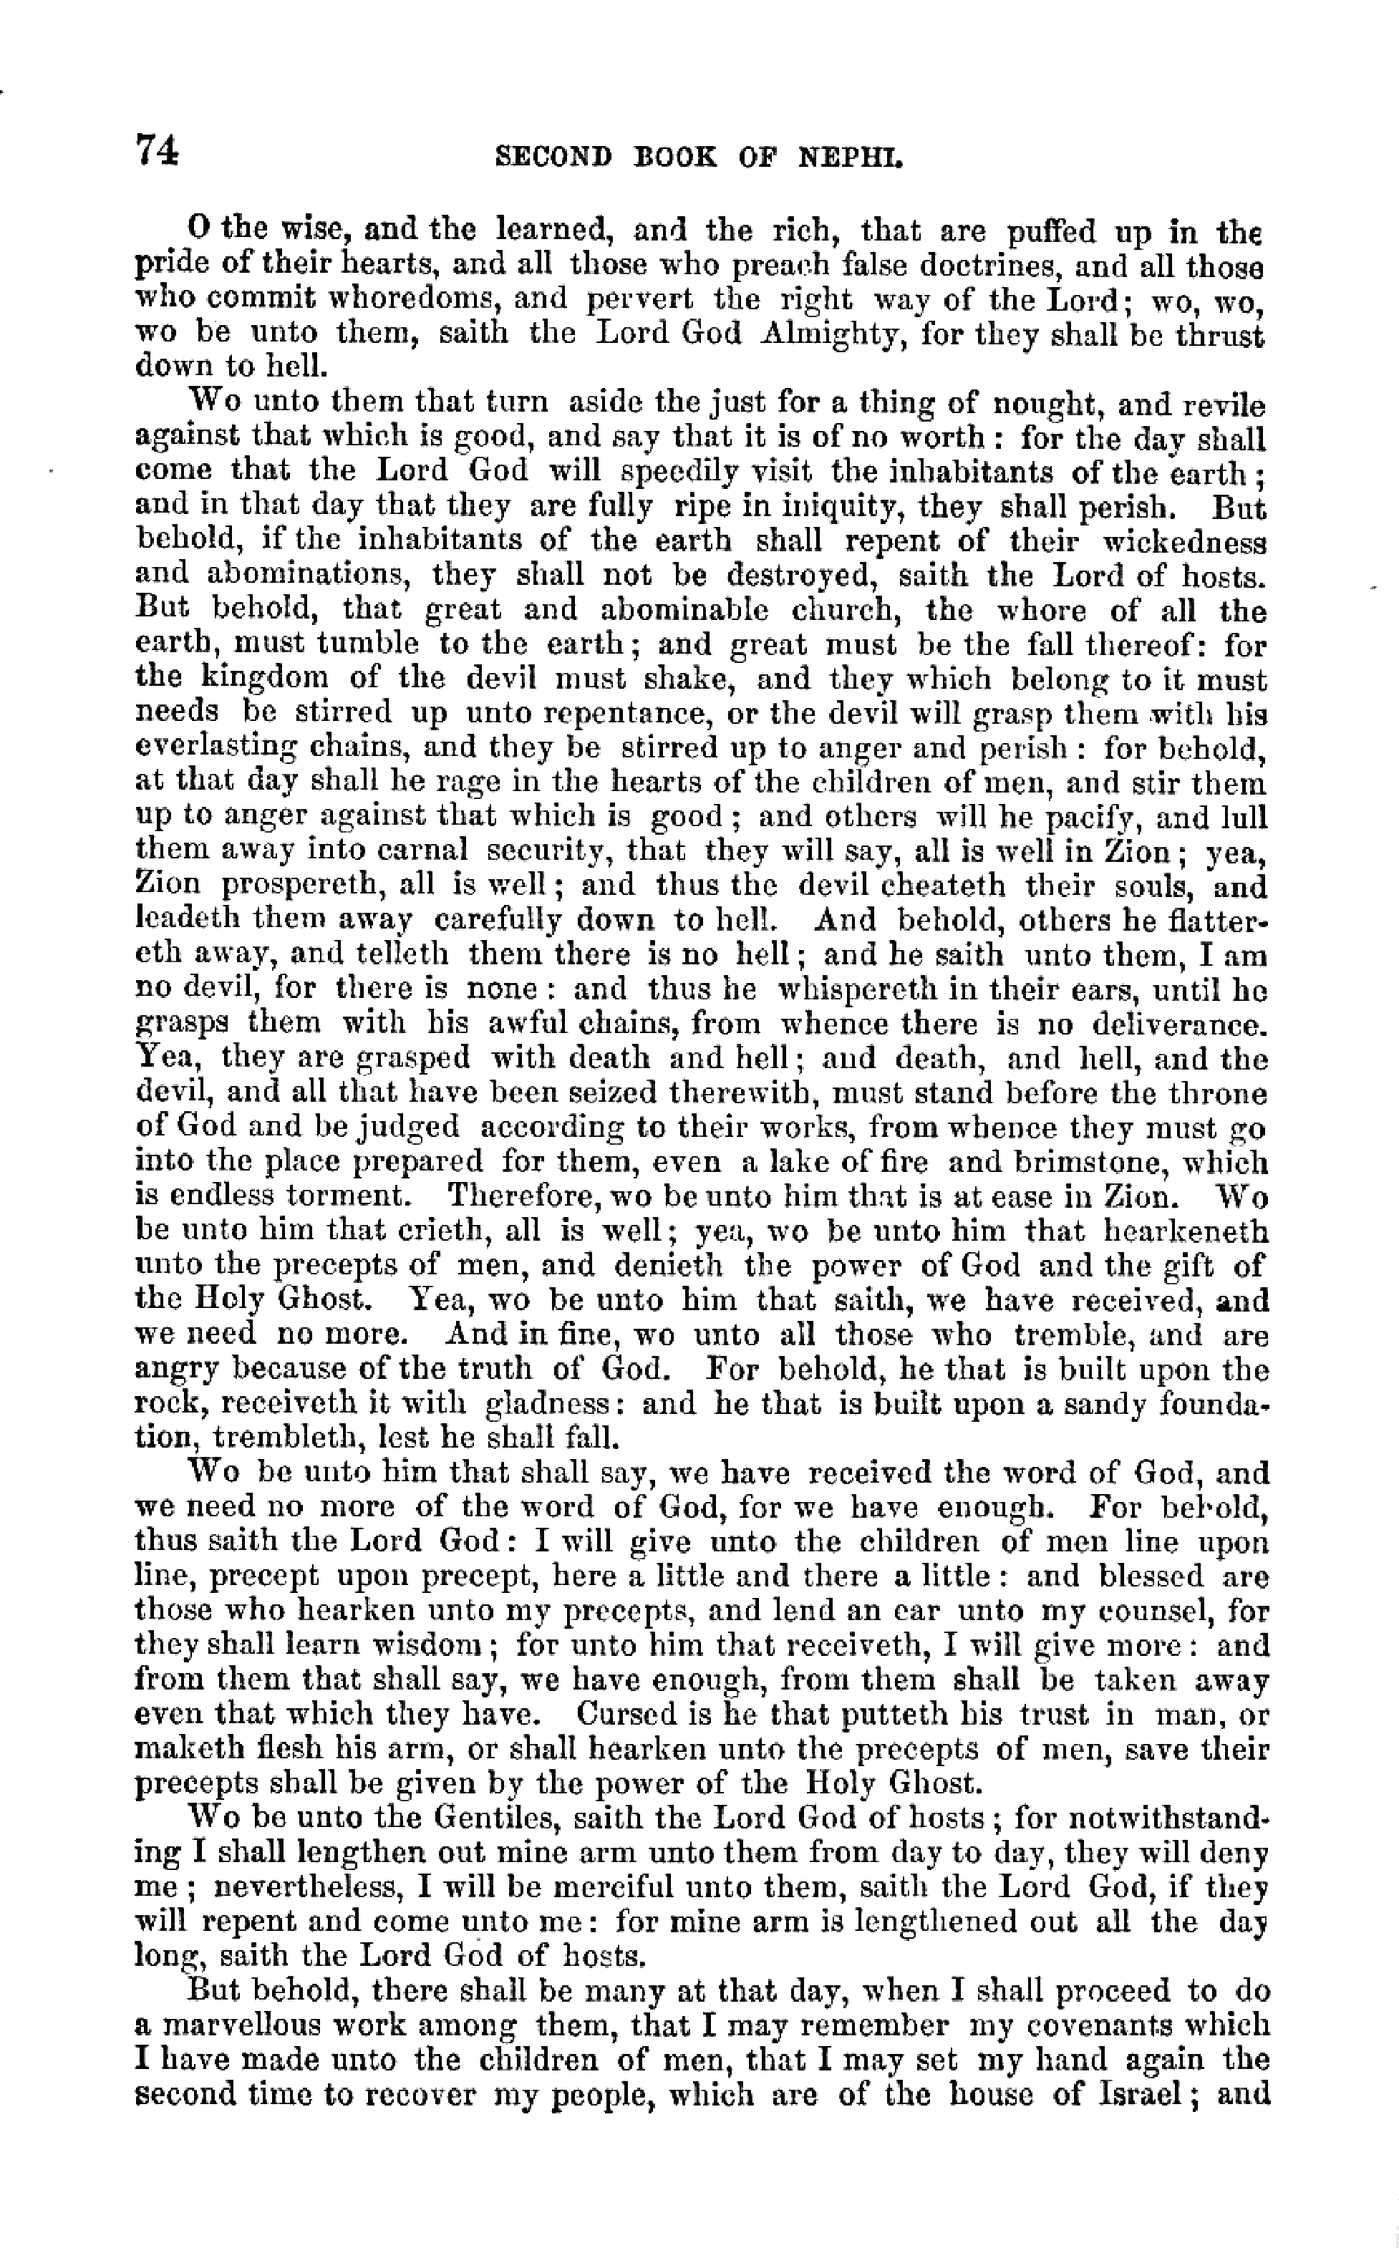 74 SECOND BOOK OF NEPHI.
O the wise, and the learned, and the rich, that are puffed up in the
pride of their hearts, and all those who preach false doctrines, and all those
who commit whoredoms, and pervert the right way of the Lord; wo, wo,
wo be unto them, saith the Lord God Almighty, for they shall be thrust
down to hell.
Wo unto them that turn aside the just for a thing of nought, and revile
against that which is good, and say that it is of no worth: for the day shall
come that the Lord God will speedily visit the inhabitants of the earth;
and in that day that they are fully ripe in iniquity, they shall perish. But
behold, if the inhabitants of the earth shall repent of their wickedness
and abominations, they shall not be destroyed, saith the Lord of hosts.
But behold, that great and abominable church, the whore of all the
earth, must tumble to the earth; and great must be the fall thereof: for
the kingdom of the devil must shake, and they which belong to it must
needs be stirred up unto repentance, or the devil will grasp them with his
everlasting chains, and they be stirred up to anger and perish: for behold,
at that day shall he rage in the hearts of the children of men, and stir them
up to anger against that which is good; and others will he pacify, and lull
them away into carnal security, that they will say, all is well in Zion; yea,
Zion prospereth, all is well; and thus the devil cheateth their souls, and
leadeth them away carefully down to hell. And behold, others he flatter-
eth away, and telleth them there is no hell; and he saith unto them, I am
no devil, for there is none: and thus he whispereth in their ears, until he
grasps them with his awful chains, from whence there is no deliverance.
Yea, they are grasped with death and hell; and death, and hell, and the
devil, and all that have been seized therewith, must stand before the throne
of God and be judged according to their works, from whence they must go
into the place prepared for them, even a lake of fire and brimstone, which
is endless torment. Therefore, wo be unto him that is at ease in Zion. Wo
be unto him that crieth, all is well; yea, wo be unto him that hearkeneth
unto the precepts of men, and denieth the power of God and the gift of
the Holy Ghost. Yea, wo be unto him that saith, we have received, and
we need no more. And in fine, wo unto all those who tremble, and are
angry because of the truth of God. For behold, he that is built upon the
rock, receiveth it with gladness: and he that is built upon a sandy founda-
tion, trembleth, lest he shall fall.
Wo be unto him that shall say, we have received the word of God, and
we need no more of the word of God, for we have enough. For behold,
thus saith the Lord God: I will give unto the children of men line upon
line, precept upon precept, here a little and there a little: and blessed are
those who hearken unto my precepts, and lend an ear unto my counsel, for
they shall learn wisdom; for unto him that receiveth, I will give more: and
from them that shall say, we have enough, from them shall be taken away
even that which they have. Cursed is he that putteth his trust in man, or
maketh flesh his arm, or shall hearken unto the precepts of men, save their
precepts shall be given by the power of the Holy Ghost.
Wo be unto the Gentiles, saith the Lord God of hosts; for notwithstand-
ing I shall lengthen out mine arm unto them from day to day, they will deny
me; nevertheless, I will be merciful unto them, saith the Lord God, if they
will repent and come unto me: for mine arm is lengthened out all the day
long, saith the Lord God of hosts.
But behold, there shall be many at that day, when I shall proceed to do
a marvellous work among them, that I may remember my covenants which
I have made unto the children of men, that I may set my hand again the
second time to recover my people, which are of the house of Israel; and